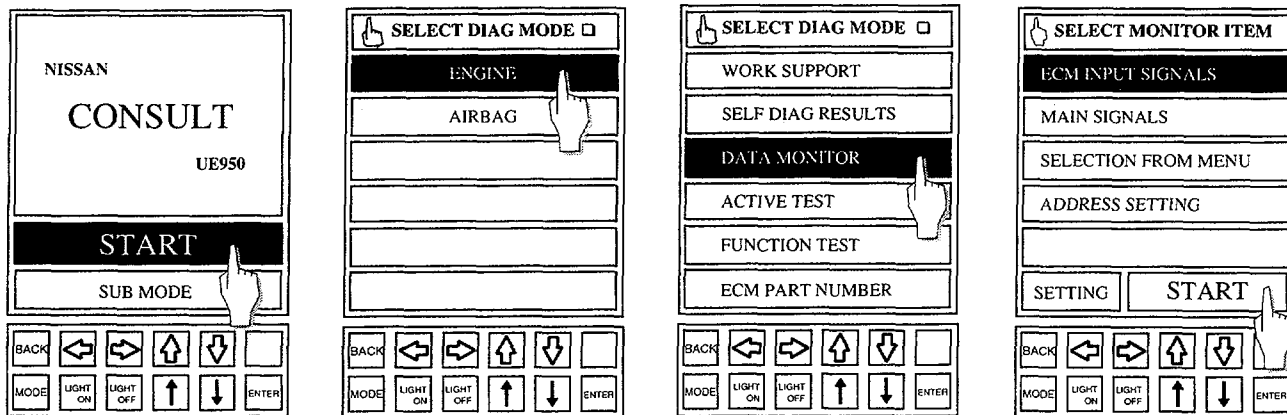 NISSAN
CONSULT
UE950
START
SUB MODE
BACK
MODE LIGHT ON LIGHT OFF ENTER
SELECT DIAG MODE
ENGINE
AIRBAG
BACK
MODE LIGHT ON LIGHT OFF ENTER
SELECT DIAG MODE
WORK SUPPORT
SELF DIAG RESULTS
DATA MONITOR
ACTIVE TEST
FUNCTION TEST
ECM PART NUMBER
BACK
MODE LIGHT ON LIGHT OFF ENTER
SELECT MONITOR ITEM
ECM INPUT SIGNALS
MAIN SIGNALS
SELECTION FROM MENU
ADDRESS SETTING
SETTING START
BACK
MODE LIGHT ON LIGHT OFF ENTER